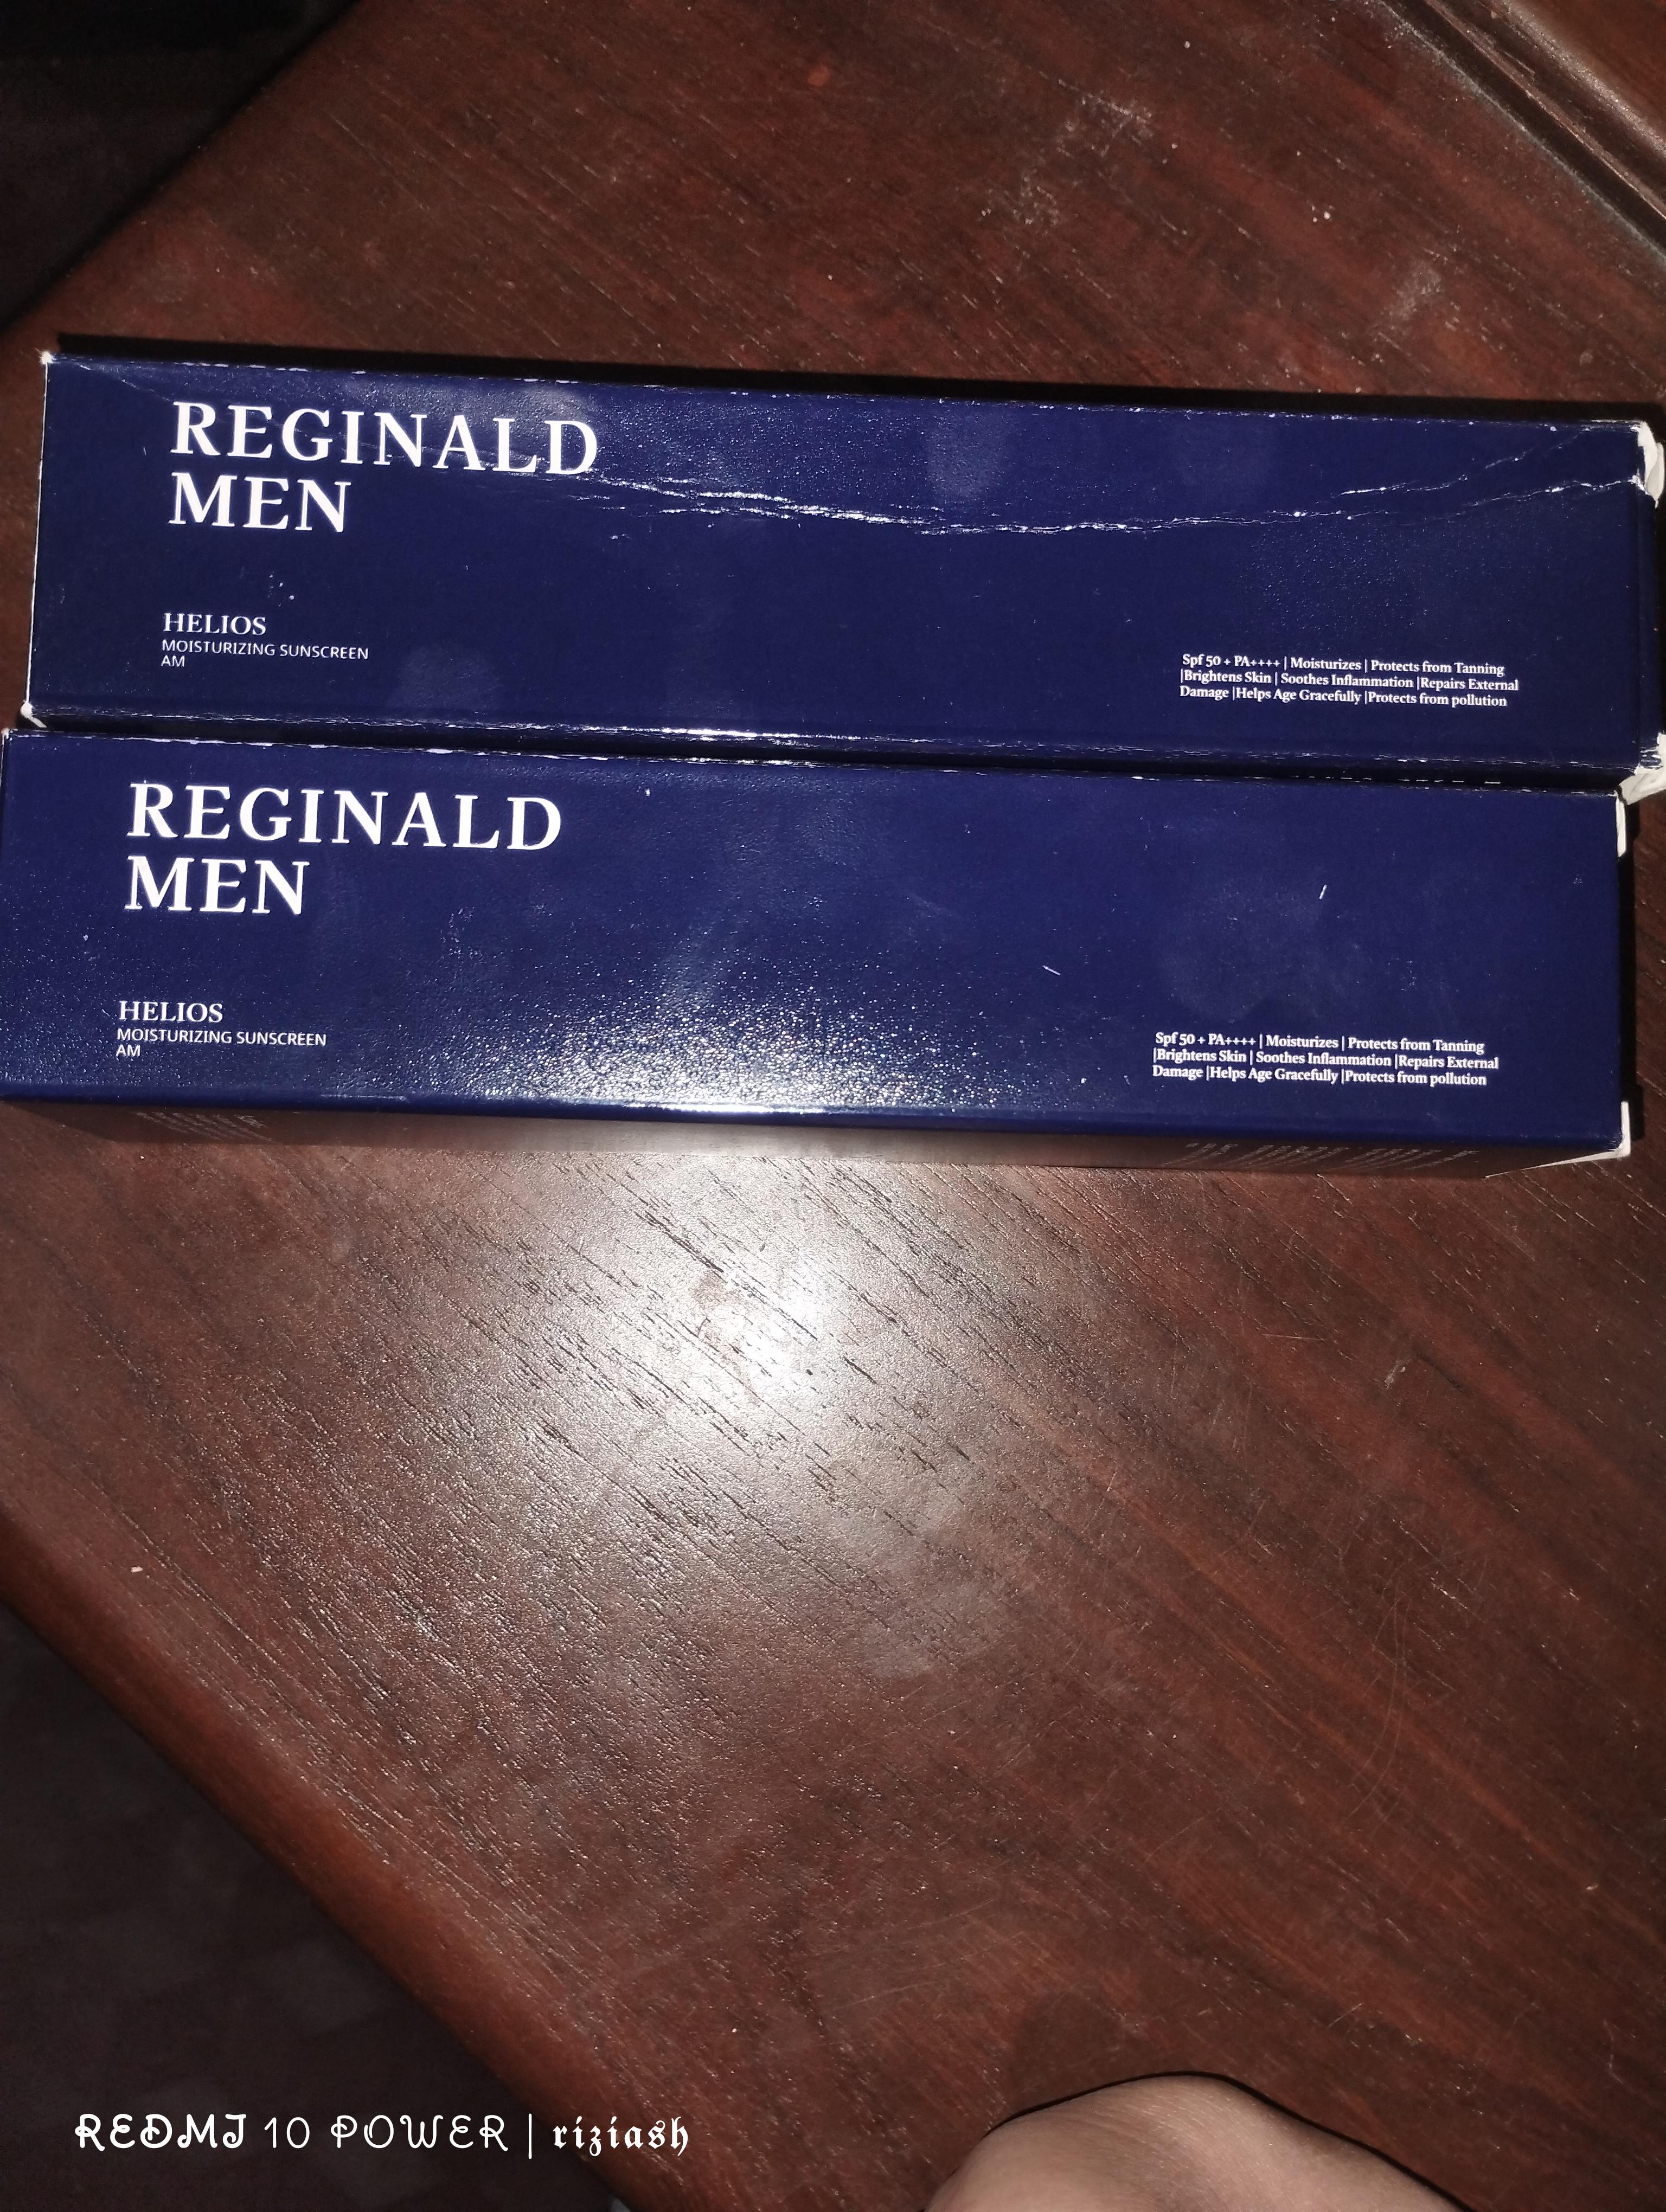 REGINALD
MEN
HELIOS
MOISTURIZING SUNSCREEN
AM
Spf 50 + PA++++ | Moisturizes | Protects from Tanning
|Brightens Skin | Soothes Inflammation |Repairs External
Damage |Helps Age Gracefully |Protects from pollution
REGINALD
MEN
HELIOS
MOISTURIZING SUNSCREEN
AM
Spf 50 + PA++++ | Moisturizes | Protects from Tanning
|Brightens Skin | Soothes Inflammation |Repairs External
Damage |Helps Age Gracefully |Protects from pollution
REDMI 10 POWER | riziash